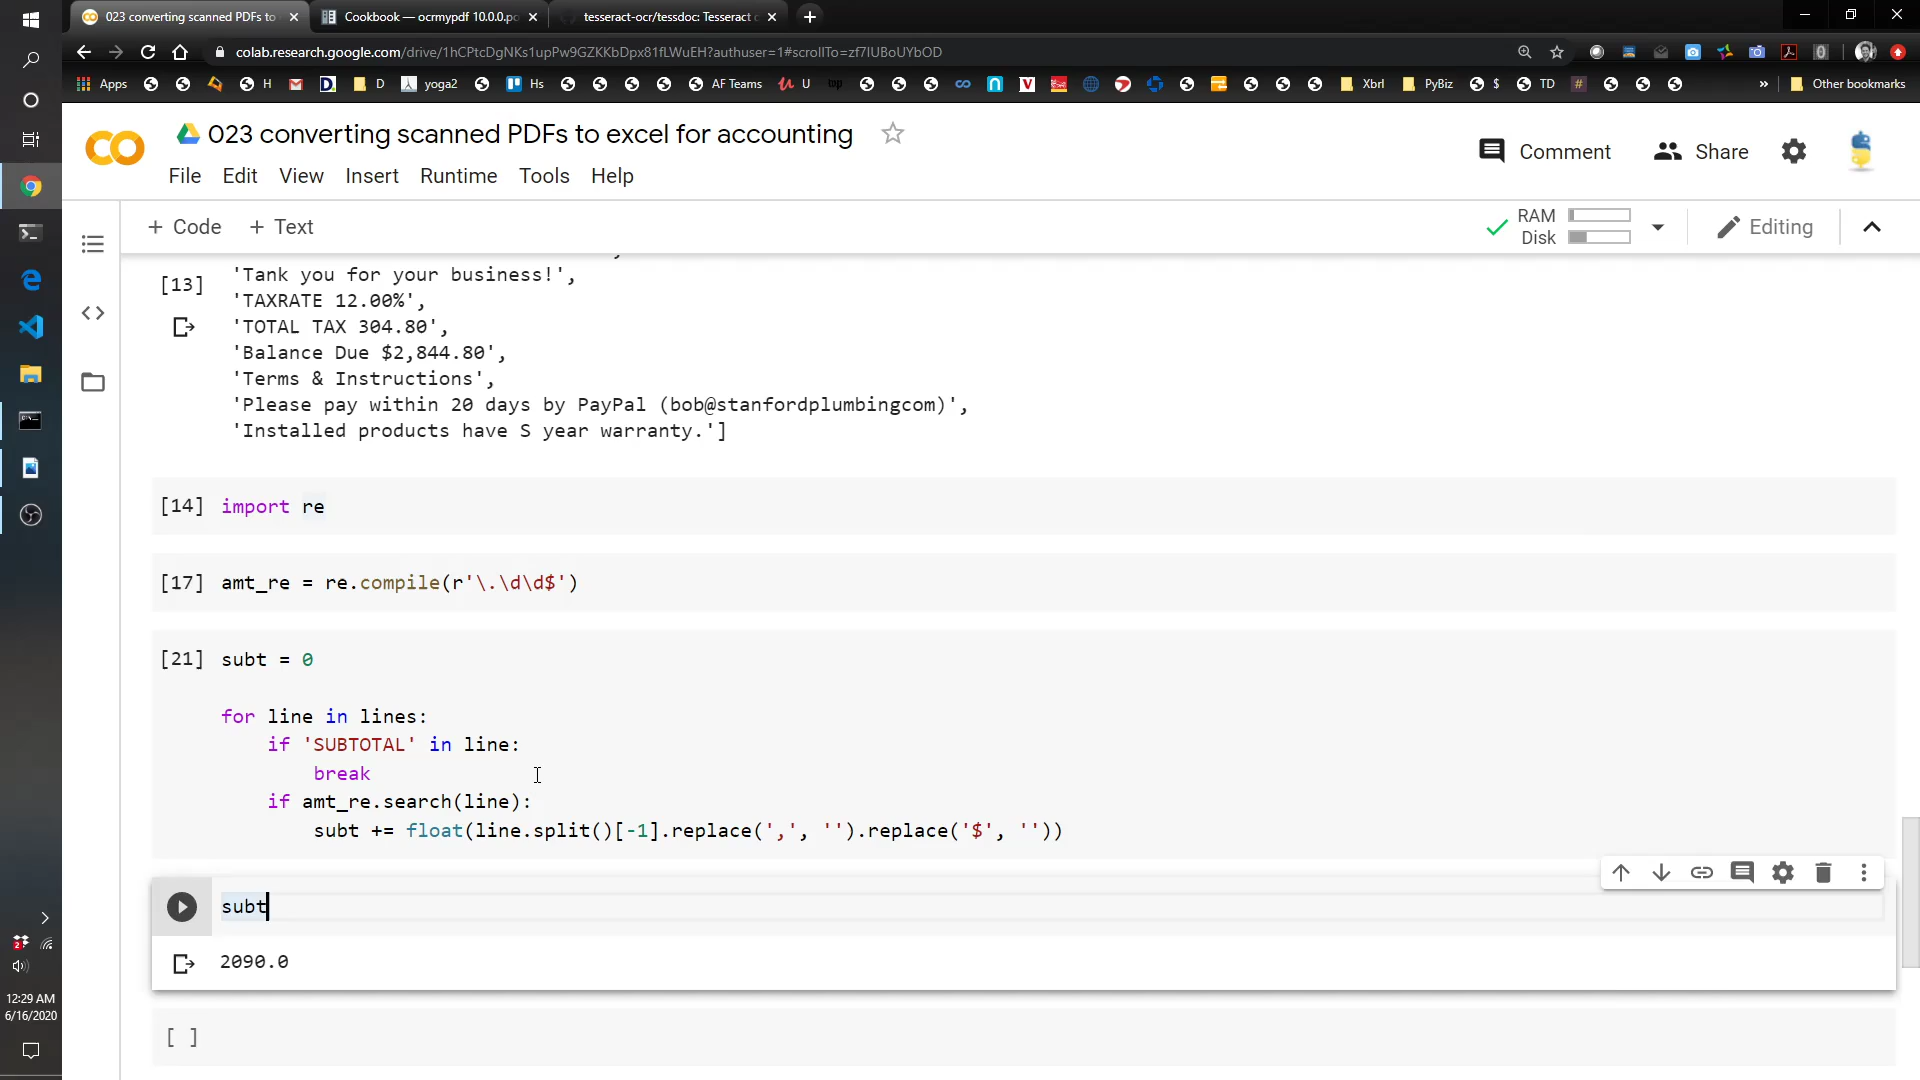 023 converting scanned PDFs to
Cookbook — ocrmypdf 10.0.0.po
tesseract-ocr/tessdoc: Tesseract
colab.research.google.com/drive/1hCPtcDgNKs1upPw9GZKKbDpx81fLWuEH?authuser=1#scrollTo=zf7IUBoUYbOD
Apps H D yoga2 Hs AF Teams U Xbrl PyBiz $ TD # » Other bookmarks
023 converting scanned PDFs to excel for accounting
Comment Share
File Edit View Insert Runtime Tools Help
+ Code + Text
RAM
Disk
Editing
[13]
'Tank you for your business!',
'TAXRATE 12.00%',
'TOTAL TAX 304.80',
'Balance Due $2,844.80',
'Terms & Instructions',
'Please pay within 20 days by PayPal (bob@stanfordplumbingcom)',
'Installed products have S year warranty.']
[14] import re
[17] amt_re = re.compile(r'\.\d\d$')
[21] subt = 0
for line in lines:
if 'SUBTOTAL' in line:
break
if amt_re.search(line):
subt += float(line.split()[-1].replace(',', '').replace('$', ''))
subt
2090.0
[ ]
12:29 AM
6/16/2020